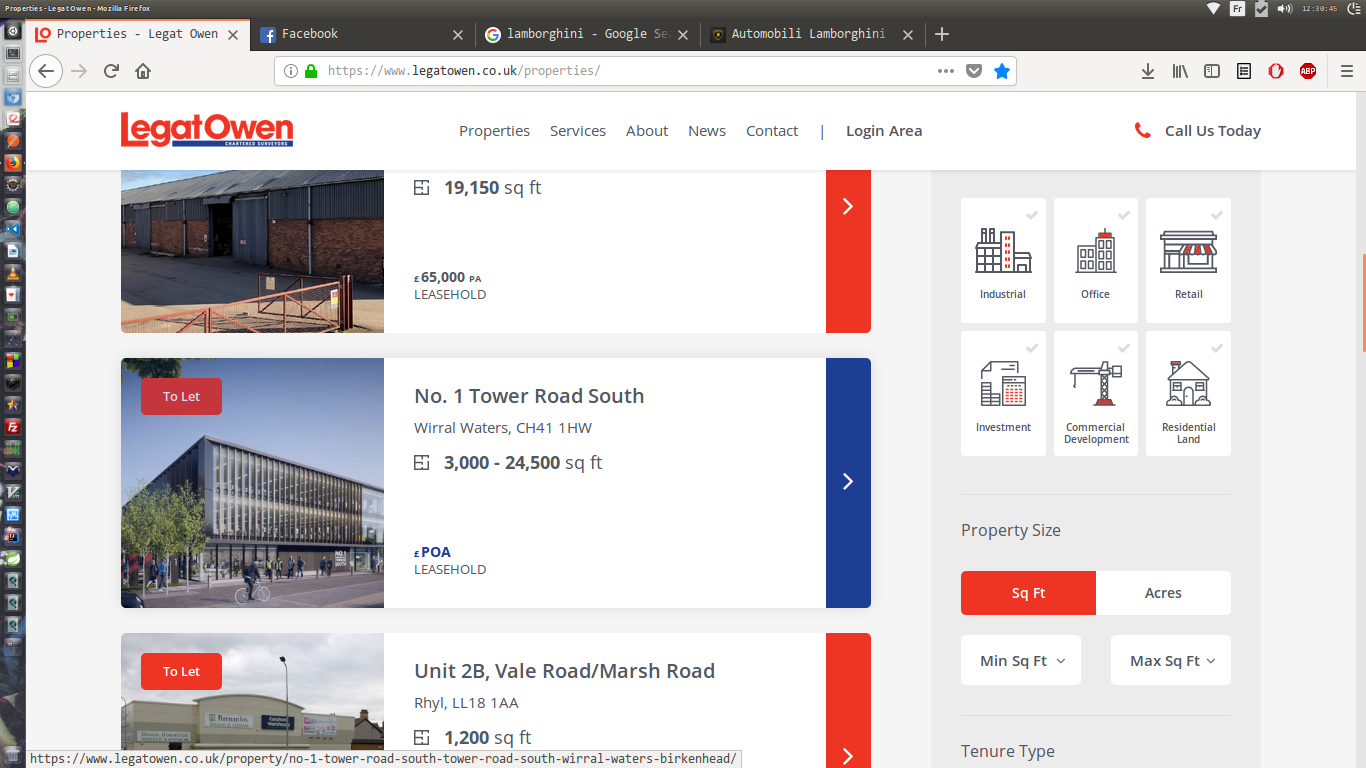 Properties - Legat Owen - Mozilla Firefox
Fr
12:30:45
Properties - Legat Owen
Facebook
lamborghini - Google Se
Automobili Lamborghini
https://www.legatowen.co.uk/properties/
ABP
LegatOwen
CHARTERED SURVEYORS
Properties
Services
About
News
Contact
|
Login Area
Call Us Today
19,150 sq ft
£65,000 PA
LEASEHOLD
To Let
No. 1 Tower Road South
Wirral Waters, CH41 1HW
3,000 - 24,500 sq ft
£POA
LEASEHOLD
NO.1
To Let
Unit 2B, Vale Road/Marsh Road
Rhyl, LL18 1AA
1,200 sq ft
Barnardo's
Industrial
Office
Retail
Investment
Commercial
Development
Residential
Land
Property Size
Sq Ft
Acres
Min Sq Ft
Max Sq Ft
Tenure Type
https://www.legatowen.co.uk/property/no-1-tower-road-south-tower-road-south-wirral-waters-birkenhead/